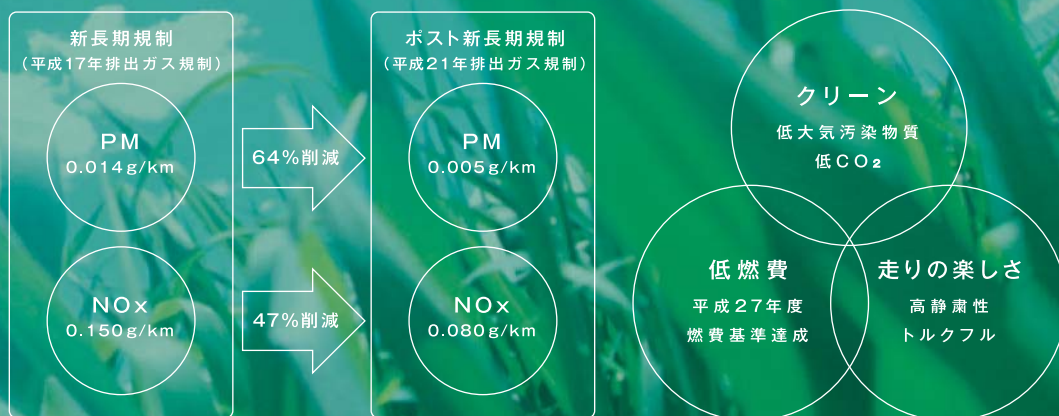 新長期規制
（平成17年排出ガス規制）
PM
0.014g/km
NOx
0.150g/km
64%削減
47%削減
ポスト新長期規制
（平成21年排出ガス規制）
PM
0.005g/km
NOx
0.080g/km
クリーン
低大気汚染物質
低CO₂
低燃費
平成27年度
燃費基準達成
走りの楽しさ
高静粛性
トルクフル